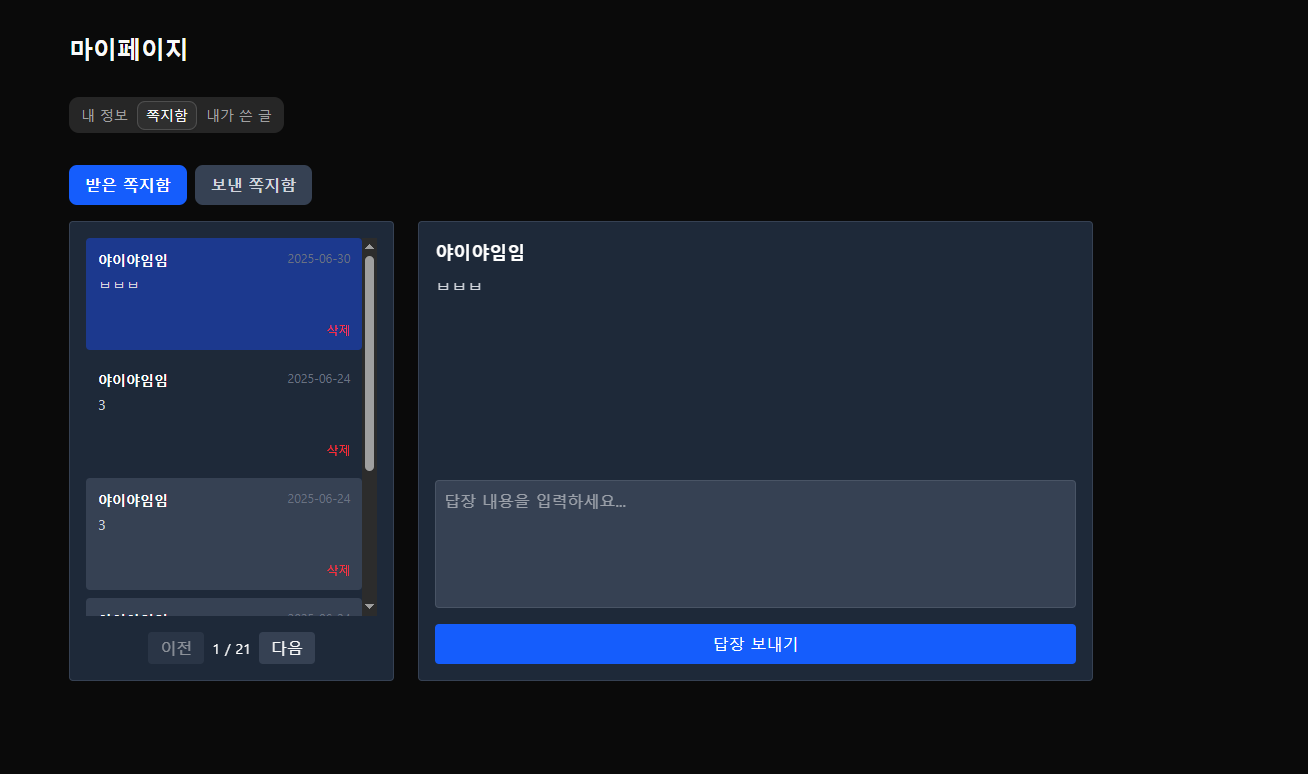 마이페이지
내 정보 쪽지함 내가 쓴 글
받은 쪽지함 보낸 쪽지함
야이야임임 2025-06-30
ㅂㅂㅂ
삭제
야이야임임 2025-06-24
3
삭제
야이야임임 2025-06-24
3
삭제
이전 1 / 21 다음
야이야임임
ㅂㅂㅂ
답장 내용을 입력하세요...
답장 보내기